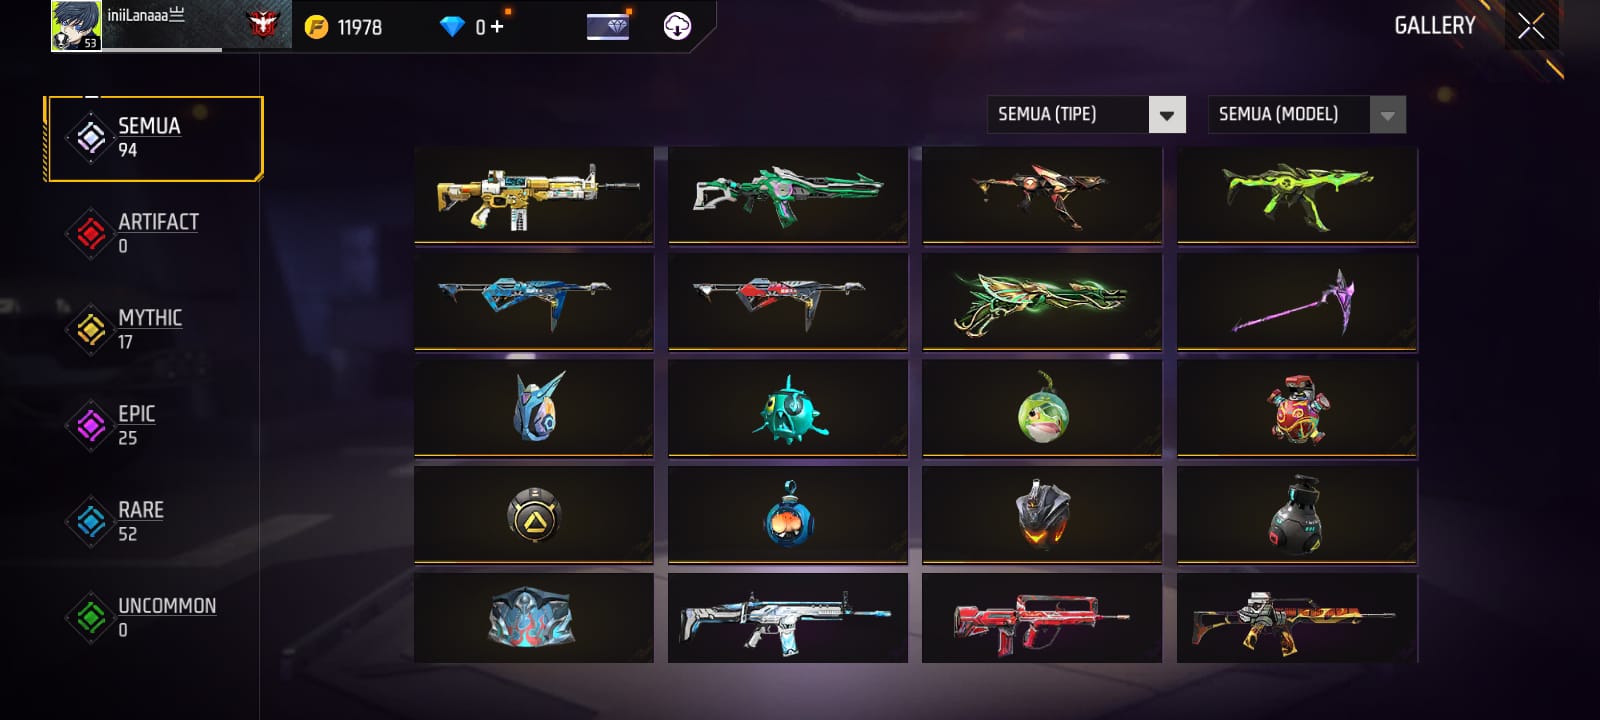 iniiLanaaa兰
53
11978
0 +
GALLERY
SEMUA (TIPE)
SEMUA (MODEL)
SEMUA
94
ARTIFACT
0
MYTHIC
17
EPIC
25
RARE
52
UNCOMMON
0